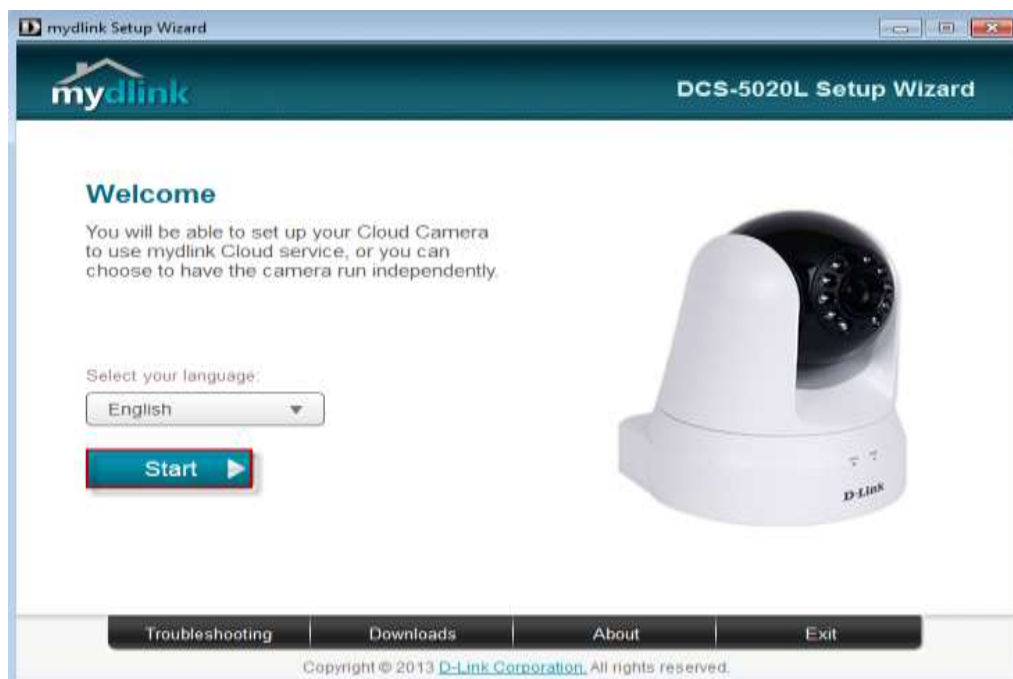 mydlink Setup Wizard
mydlink
DCS-5020L Setup Wizard
Welcome
You will be able to set up your Cloud Camera
to use mydlink Cloud service, or you can
choose to have the camera run independently.
Select your language:
English
Start
D-Link
Troubleshooting Downloads About Exit
Copyright © 2013 D-Link Corporation. All rights reserved.